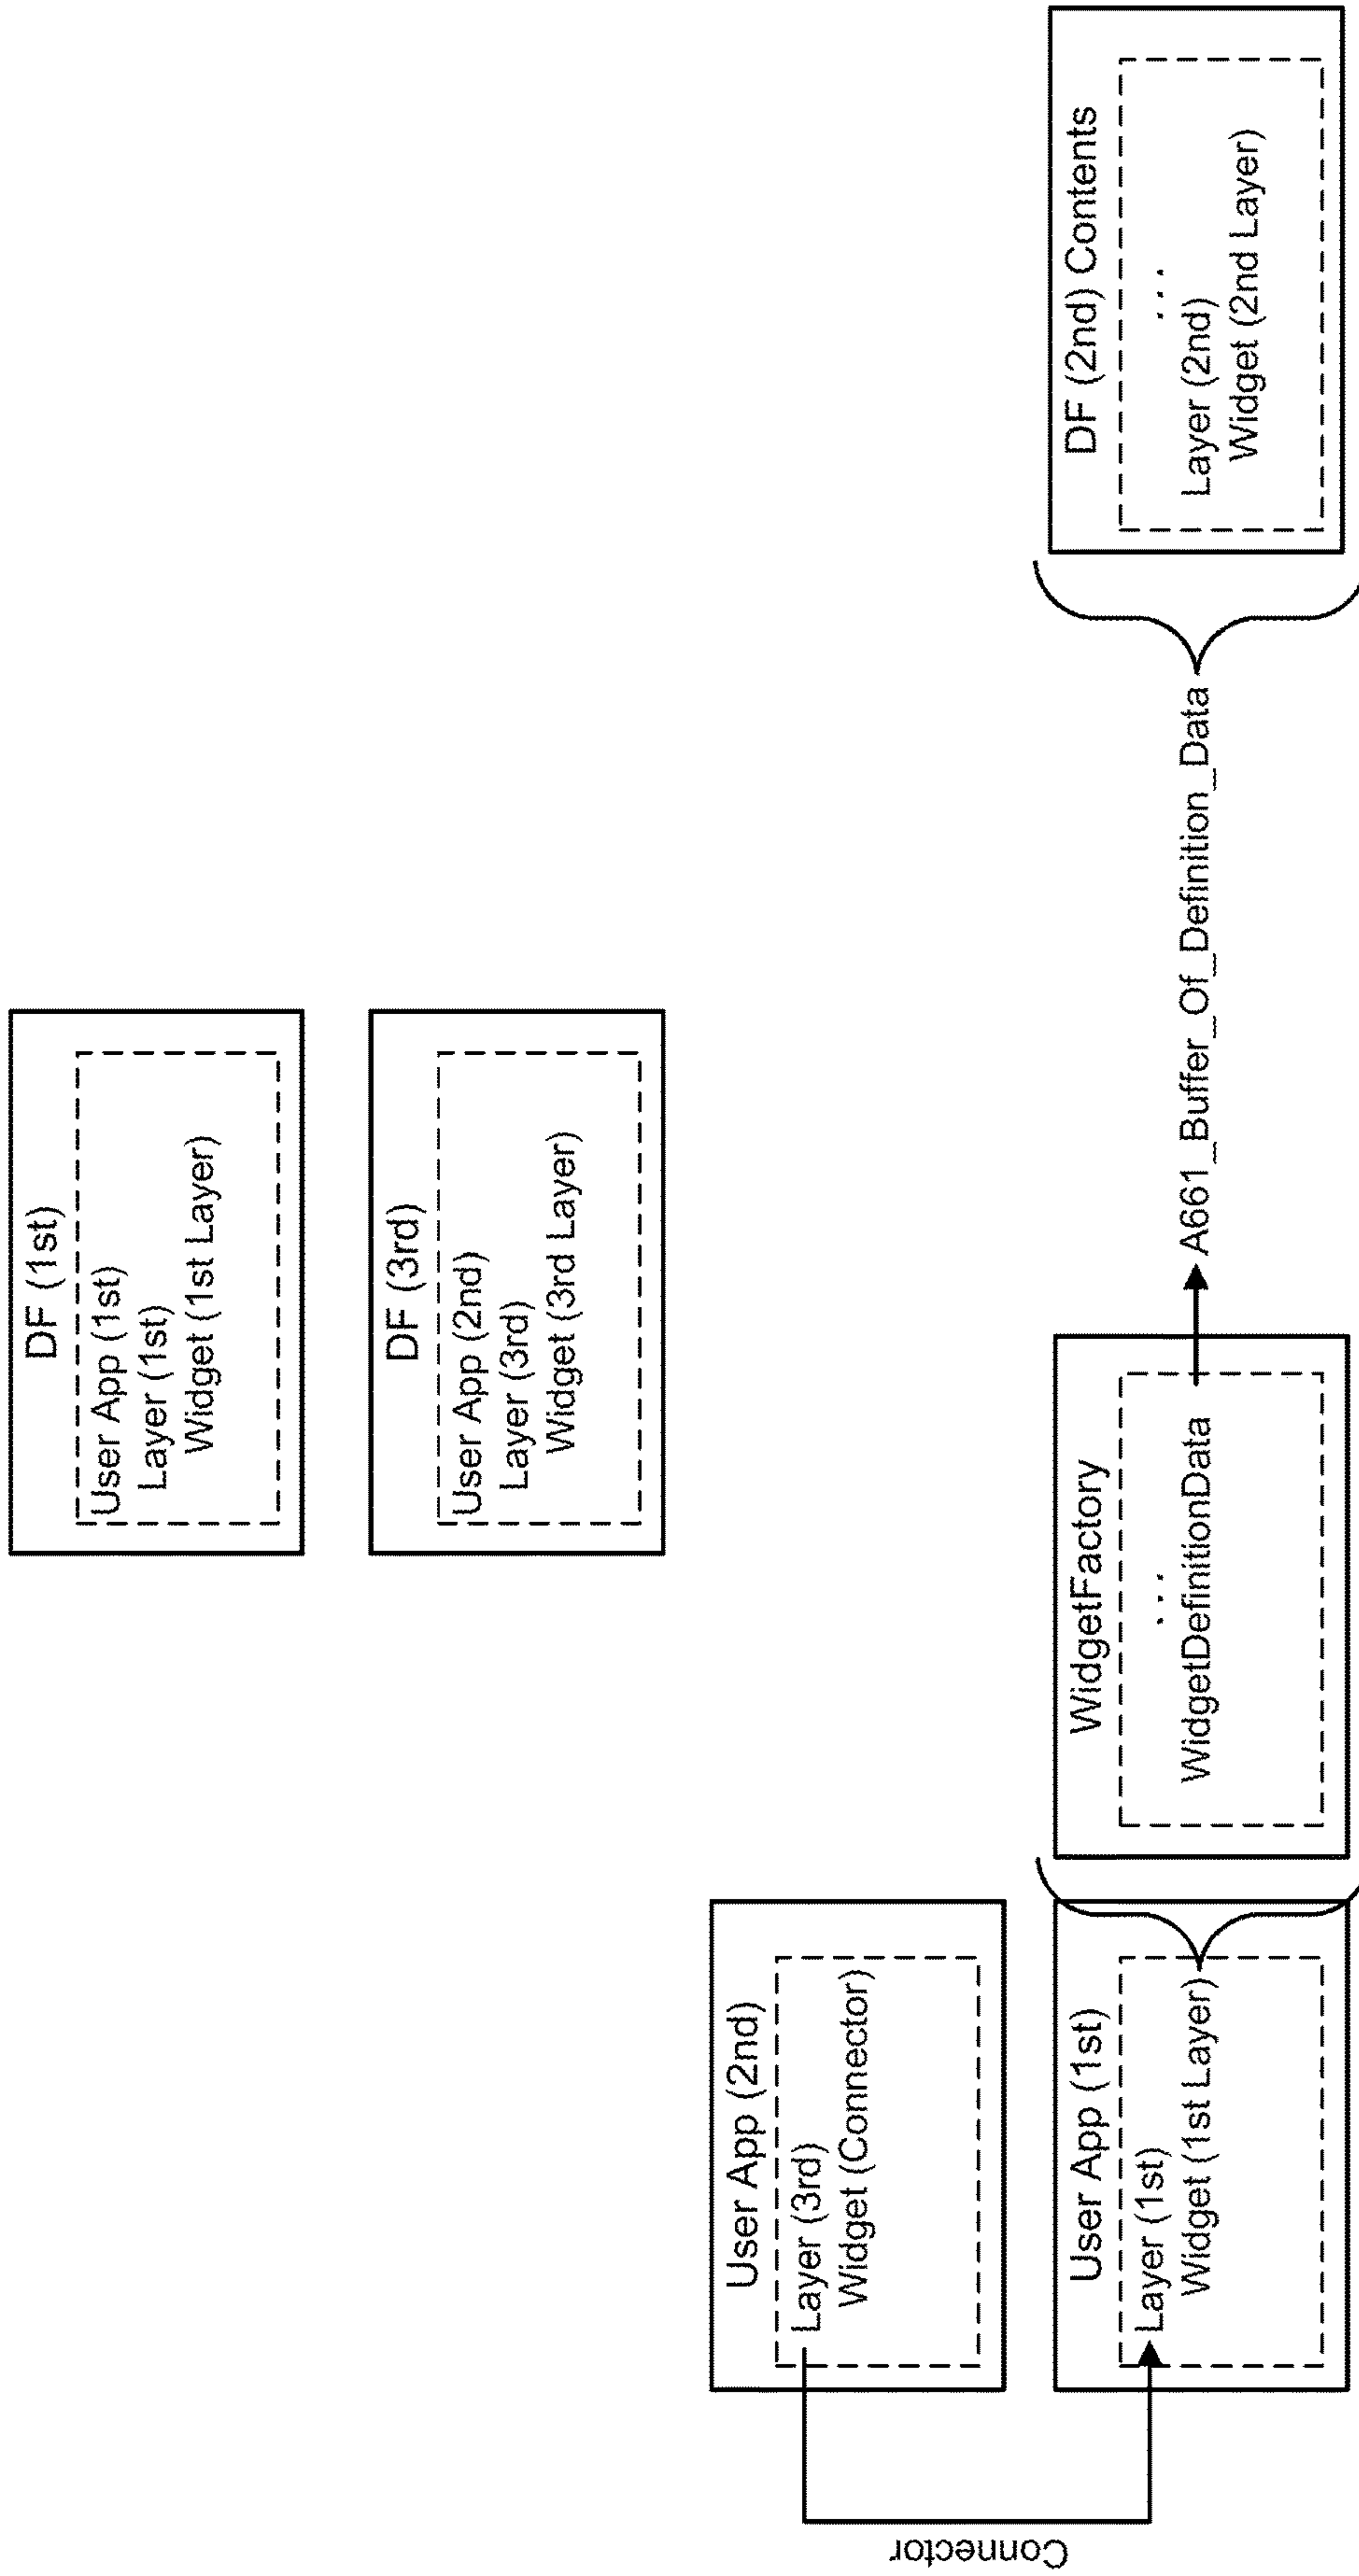 DF (1st)
User App (1st)
Layer (1st)
Widget (1st Layer)
DF (3rd)
User App (2nd)
Layer (3rd)
Widget (3rd Layer)
User App (2nd)
Layer (3rd)
Widget (Connector)
Connector
User App (1st)
Layer (1st)
Widget (1st Layer)
WidgetFactory
...
WidgetDefinitionData
A661_Buffer_Of_Definition_Data
DF (2nd) Contents
...
Layer (2nd)
Widget (2nd Layer)